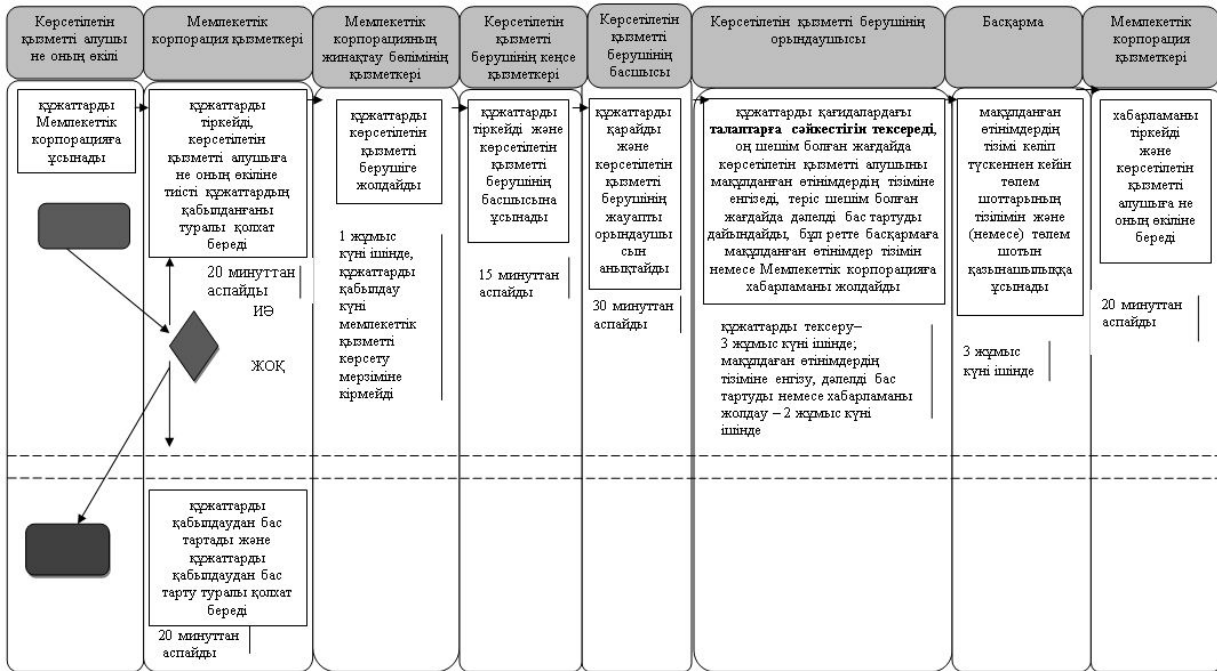 Көрсетілетін
қызметті алушы
не оның өкілі
Мемлекеттік
корпорация қызметкері
Мемлекеттік
корпорацияның
жинақтау бөлімінің
қызметкері
Көрсетілетін
қызметті
берушінің кеңсе
қызметкері
Көрсетілетін
қызметті
берушінің
басшысы
Көрсетілетін қызметті берушінің
орындаушысы
Басқарма
Мемлекеттік
корпорация
қызметкері
құжаттарды
Мемлекеттік
корпорацияға
ұсынады
құжаттарды
тіркейді,
көрсетілетін
қызметті алушыға
не оның өкіліне
тиісті құжаттардың
қабылданғаны
туралы қолхат
береді
20 минуттан
аспайды
ИӘ
ЖОҚ
құжаттарды
көрсетілетін
қызметті
берушіге
жолдайды
1 жұмыс
күні ішінде,
құжаттарды
қабылдау
күні
мемлекеттік
қызметті
көрсету
мерзіміне
кірмейді
құжаттарды
тіркейді және
көрсетілетін
қызметті
берушінің
басшысына
ұсынады
15 минуттан
аспайды
құжаттарды
қарайды
және
көрсетілетін
қызметті
берушінің
жауапты
орындаушы
сын
анықтайды
30 минуттан
аспайды
құжаттарды қағидалардағы
талаптарға сәйкестігін тексереді,
оң шешім болған жағдайда
көрсетілетін қызметті алушыны
мақұлданған өтінімдердің тізіміне
енгізеді, теріс шешім болған
жағдайда дәлелді бас тартуды
дайындайды, бұл ретте басқармаға
мақұлданған өтінімдер тізімін
немесе Мемлекеттік корпорацияға
хабарламаны жолдайды
құжаттарды тексеру–
3 жұмыс күні ішінде;
мақұлдаған өтінімдердің
тізіміне енгізу, дәлелді бас
тартуды немесе хабарламаны
жолдау – 2 жұмыс күні
ішінде
мақұлданған
өтінімдердің
тізімі келіп
түскеннен кейін
төлем
шоттарының
тізілімін және
(немесе) төлем
шотын
қазынашылыққа
ұсынады
3 жұмыс
күні ішінде
хабарламаны
тіркейді
және
көрсетілетін
қызметті
алушыға не
оның өкіліне
береді
20 минуттан
аспайды
құжаттарды
қабылдаудан бас
тартады және
құжаттарды
қабылдаудан бас
тарту туралы қолхат
береді
20 минуттан
аспайды